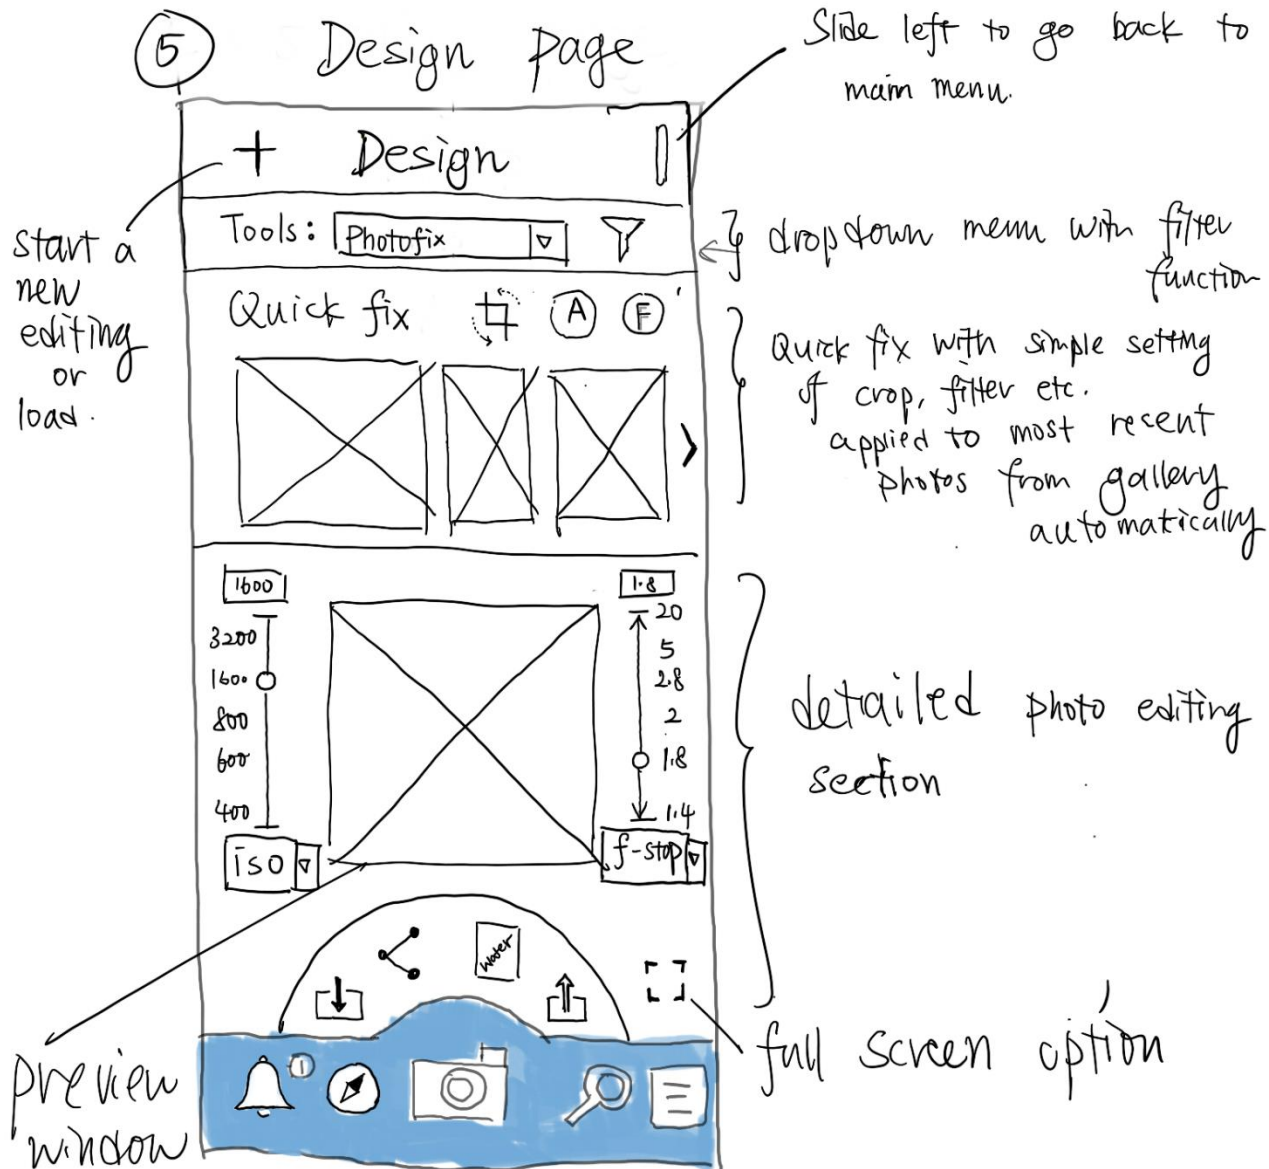 5 Design page
Slide left to go back to
main menu.
+ Design
start a
new
editing
or
load.
Tools: Photofix
dropdown menu with filter
function
Quick fix A F
Quick fix with simple setting
of crop, filter etc.
applied to most recent
photos from gallery
automatically
1600
3200
1600
800
600
400
iso
1.8
20
5
2.8
2
1.8
1.4
f-stop
detailed photo editing
section
water
full screen option
preview
window
1